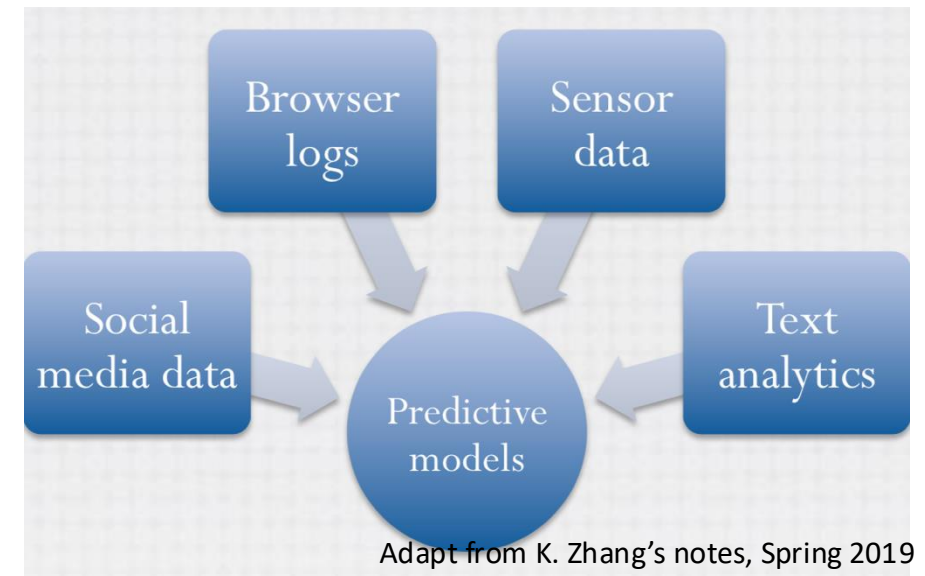 Browser
logs
Sensor
data
Social
media data
Text
analytics
Predictive
models
Adapt from K. Zhang’s notes, Spring 2019